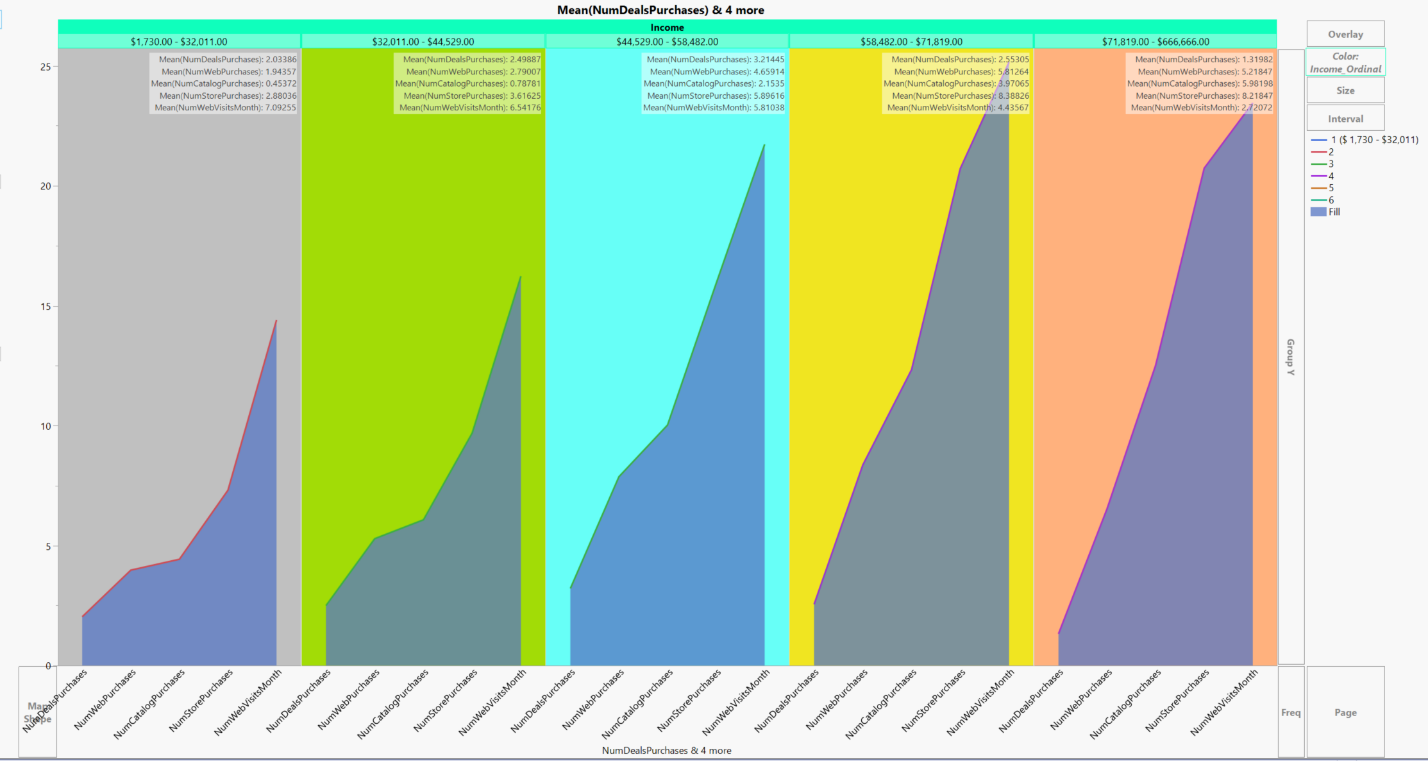 Mean(NumDealsPurchases) & 4 more
Income
$1,730.00 - $32,011.00
$32,011.00 - $44,529.00
$44,529.00 - $58,482.00
$58,482.00 - $71,819.00
$71,819.00 - $666,666.00
Mean(NumDealsPurchases): 2.03386
Mean(NumWebPurchases): 1.94357
Mean(NumCatalogPurchases): 0.45372
Mean(NumStorePurchases): 2.88036
Mean(NumWebVisitsMonth): 7.09255
Mean(NumDealsPurchases): 2.49887
Mean(NumWebPurchases): 2.79007
Mean(NumCatalogPurchases): 0.78781
Mean(NumStorePurchases): 3.61625
Mean(NumWebVisitsMonth): 6.54176
Mean(NumDealsPurchases): 3.21445
Mean(NumWebPurchases): 4.65914
Mean(NumCatalogPurchases): 2.1535
Mean(NumStorePurchases): 5.89616
Mean(NumWebVisitsMonth): 5.81038
Mean(NumDealsPurchases): 2.55305
Mean(NumWebPurchases): 5.81264
Mean(NumCatalogPurchases): 3.97065
Mean(NumStorePurchases): 8.38826
Mean(NumWebVisitsMonth): 4.43567
Mean(NumDealsPurchases): 1.31982
Mean(NumWebPurchases): 5.21847
Mean(NumCatalogPurchases): 5.98198
Mean(NumStorePurchases): 8.21847
Mean(NumWebVisitsMonth): 2.72072
25
20
15
10
5
0
NumDealsPurchases
NumWebPurchases
NumCatalogPurchases
NumStorePurchases
NumWebVisitsMonth
NumDealsPurchases
NumWebPurchases
NumCatalogPurchases
NumStorePurchases
NumWebVisitsMonth
NumDealsPurchases
NumWebPurchases
NumCatalogPurchases
NumStorePurchases
NumWebVisitsMonth
NumDealsPurchases
NumWebPurchases
NumCatalogPurchases
NumStorePurchases
NumWebVisitsMonth
NumDealsPurchases
NumWebPurchases
NumCatalogPurchases
NumStorePurchases
NumWebVisitsMonth
NumDealsPurchases & 4 more
Map
Shape
Group Y
Freq
Page
Overlay
Color:
Income_Ordinal
Size
Interval
1 ($ 1,730 - $32,011)
2
3
4
5
6
Fill